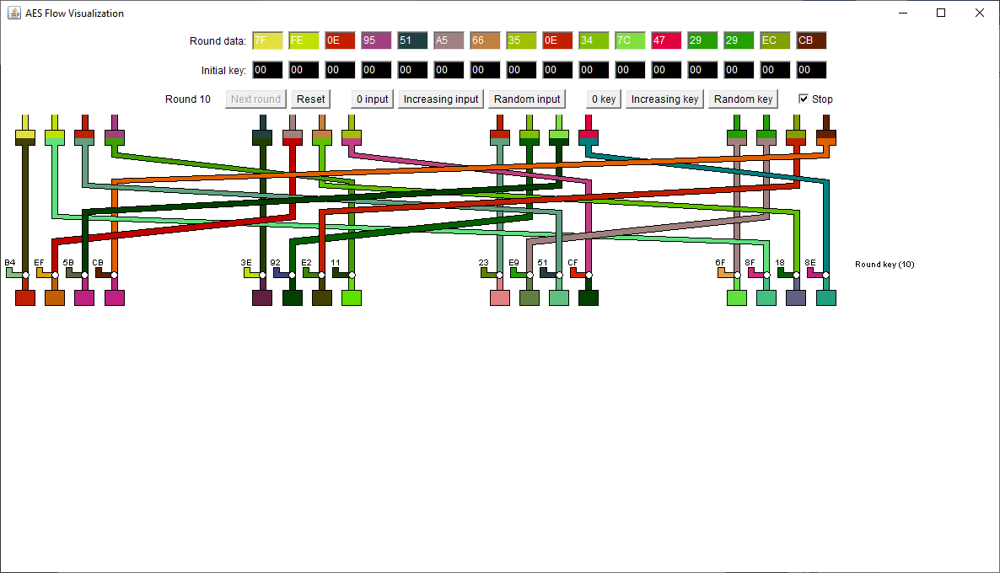 AES Flow Visualization
Round data: 7F FE 0E 95 51 A5 66 35 0E 34 7C 47 29 29 EC CB
Initial key: 00 00 00 00 00 00 00 00 00 00 00 00 00 00 00 00
Round 10 Next round Reset 0 input Increasing input Random input 0 key Increasing key Random key Stop
B4 EF 5B CB 3E 92 E2 11 23 E9 51 CF 6F 8F 18 8E
Round key (10)